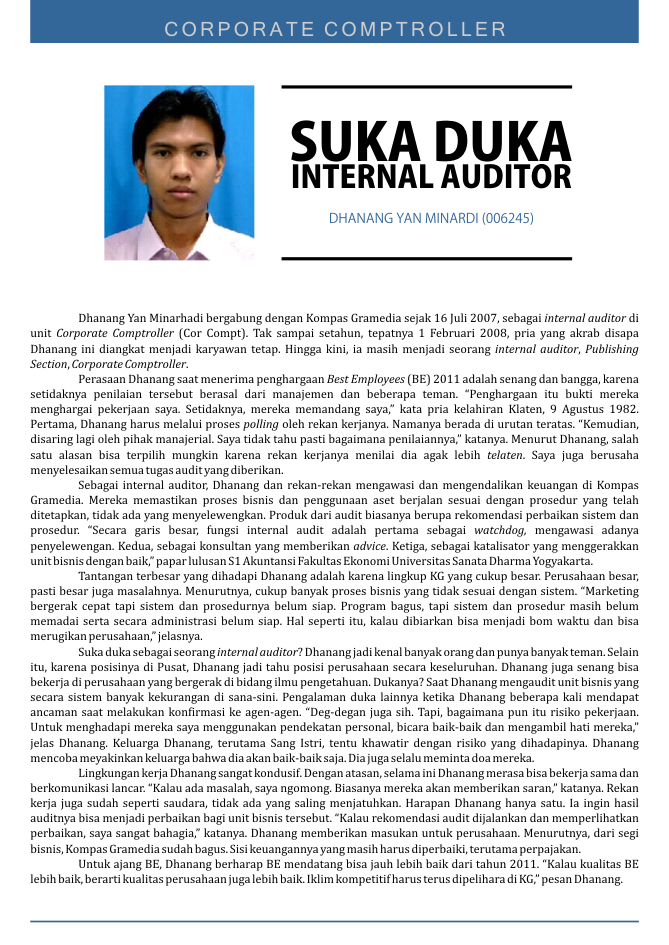 CORPORATE COMPTROLLER
SUKA DUKA
INTERNAL AUDITOR
DHANANG YAN MINARDI (006245)
Dhanang Yan Minarhadi bergabung dengan Kompas Gramedia sejak 16 Juli 2007, sebagai internal auditor di
unit Corporate Comptroller (Cor Compt). Tak sampai setahun, tepatnya 1 Februari 2008, pria yang akrab disapa
Dhanang ini diangkat menjadi karyawan tetap. Hingga kini, ia masih menjadi seorang internal auditor, Publishing
Section, Corporate Comptroller.
Perasaan Dhanang saat menerima penghargaan Best Employees (BE) 2011 adalah senang dan bangga, karena
setidaknya penilaian tersebut berasal dari manajemen dan beberapa teman. “Penghargaan itu bukti mereka
menghargai pekerjaan saya. Setidaknya, mereka memandang saya,” kata pria kelahiran Klaten, 9 Agustus 1982.
Pertama, Dhanang harus melalui proses polling oleh rekan kerjanya. Namanya berada di urutan teratas. “Kemudian,
disaring lagi oleh pihak manajerial. Saya tidak tahu pasti bagaimana penilaiannya,” katanya. Menurut Dhanang, salah
satu alasan bisa terpilih mungkin karena rekan kerjanya menilai dia agak lebih telaten. Saya juga berusaha
menyelesaikan semua tugas audit yang diberikan.
Sebagai internal auditor, Dhanang dan rekan-rekan mengawasi dan mengendalikan keuangan di Kompas
Gramedia. Mereka memastikan proses bisnis dan penggunaan aset berjalan sesuai dengan prosedur yang telah
ditetapkan, tidak ada yang menyelewengkan. Produk dari audit biasanya berupa rekomendasi perbaikan sistem dan
prosedur. “Secara garis besar, fungsi internal audit adalah pertama sebagai watchdog, mengawasi adanya
penyelewengan. Kedua, sebagai konsultan yang memberikan advice. Ketiga, sebagai katalisator yang menggerakkan
unit bisnis dengan baik,” papar lulusan S1 Akuntansi Fakultas Ekonomi Universitas Sanata Dharma Yogyakarta.
Tantangan terbesar yang dihadapi Dhanang adalah karena lingkup KG yang cukup besar. Perusahaan besar,
pasti besar juga masalahnya. Menurutnya, cukup banyak proses bisnis yang tidak sesuai dengan sistem. “Marketing
bergerak cepat tapi sistem dan prosedurnya belum siap. Program bagus, tapi sistem dan prosedur masih belum
memadai serta secara administrasi belum siap. Hal seperti itu, kalau dibiarkan bisa menjadi bom waktu dan bisa
merugikan perusahaan,” jelasnya.
Suka duka sebagai seorang internal auditor? Dhanang jadi kenal banyak orang dan punya banyak teman. Selain
itu, karena posisinya di Pusat, Dhanang jadi tahu posisi perusahaan secara keseluruhan. Dhanang juga senang bisa
bekerja di perusahaan yang bergerak di bidang ilmu pengetahuan. Dukanya? Saat Dhanang mengaudit unit bisnis yang
secara sistem banyak kekurangan di sana-sini. Pengalaman duka lainnya ketika Dhanang beberapa kali mendapat
ancaman saat melakukan konfirmasi ke agen-agen. “Deg-degan juga sih. Tapi, bagaimana pun itu risiko pekerjaan.
Untuk menghadapi mereka saya menggunakan pendekatan personal, bicara baik-baik dan mengambil hati mereka,”
jelas Dhanang. Keluarga Dhanang, terutama Sang Istri, tentu khawatir dengan risiko yang dihadapinya. Dhanang
mencoba meyakinkan keluarga bahwa dia akan baik-baik saja. Dia juga selalu meminta doa mereka.
Lingkungan kerja Dhanang sangat kondusif. Dengan atasan, selama ini Dhanang merasa bisa bekerja sama dan
berkomunikasi lancar. “Kalau ada masalah, saya ngomong. Biasanya mereka akan memberikan saran,” katanya. Rekan
kerja juga sudah seperti saudara, tidak ada yang saling menjatuhkan. Harapan Dhanang hanya satu. Ia ingin hasil
auditnya bisa menjadi perbaikan bagi unit bisnis tersebut. “Kalau rekomendasi audit dijalankan dan memperlihatkan
perbaikan, saya sangat bahagia,” katanya. Dhanang memberikan masukan untuk perusahaan. Menurutnya, dari segi
bisnis, Kompas Gramedia sudah bagus. Sisi keuangannya yang masih harus diperbaiki, terutama perpajakan.
Untuk ajang BE, Dhanang berharap BE mendatang bisa jauh lebih baik dari tahun 2011. “Kalau kualitas BE
lebih baik, berarti kualitas perusahaan juga lebih baik. Iklim kompetitif harus terus dipelihara di KG,” pesan Dhanang.